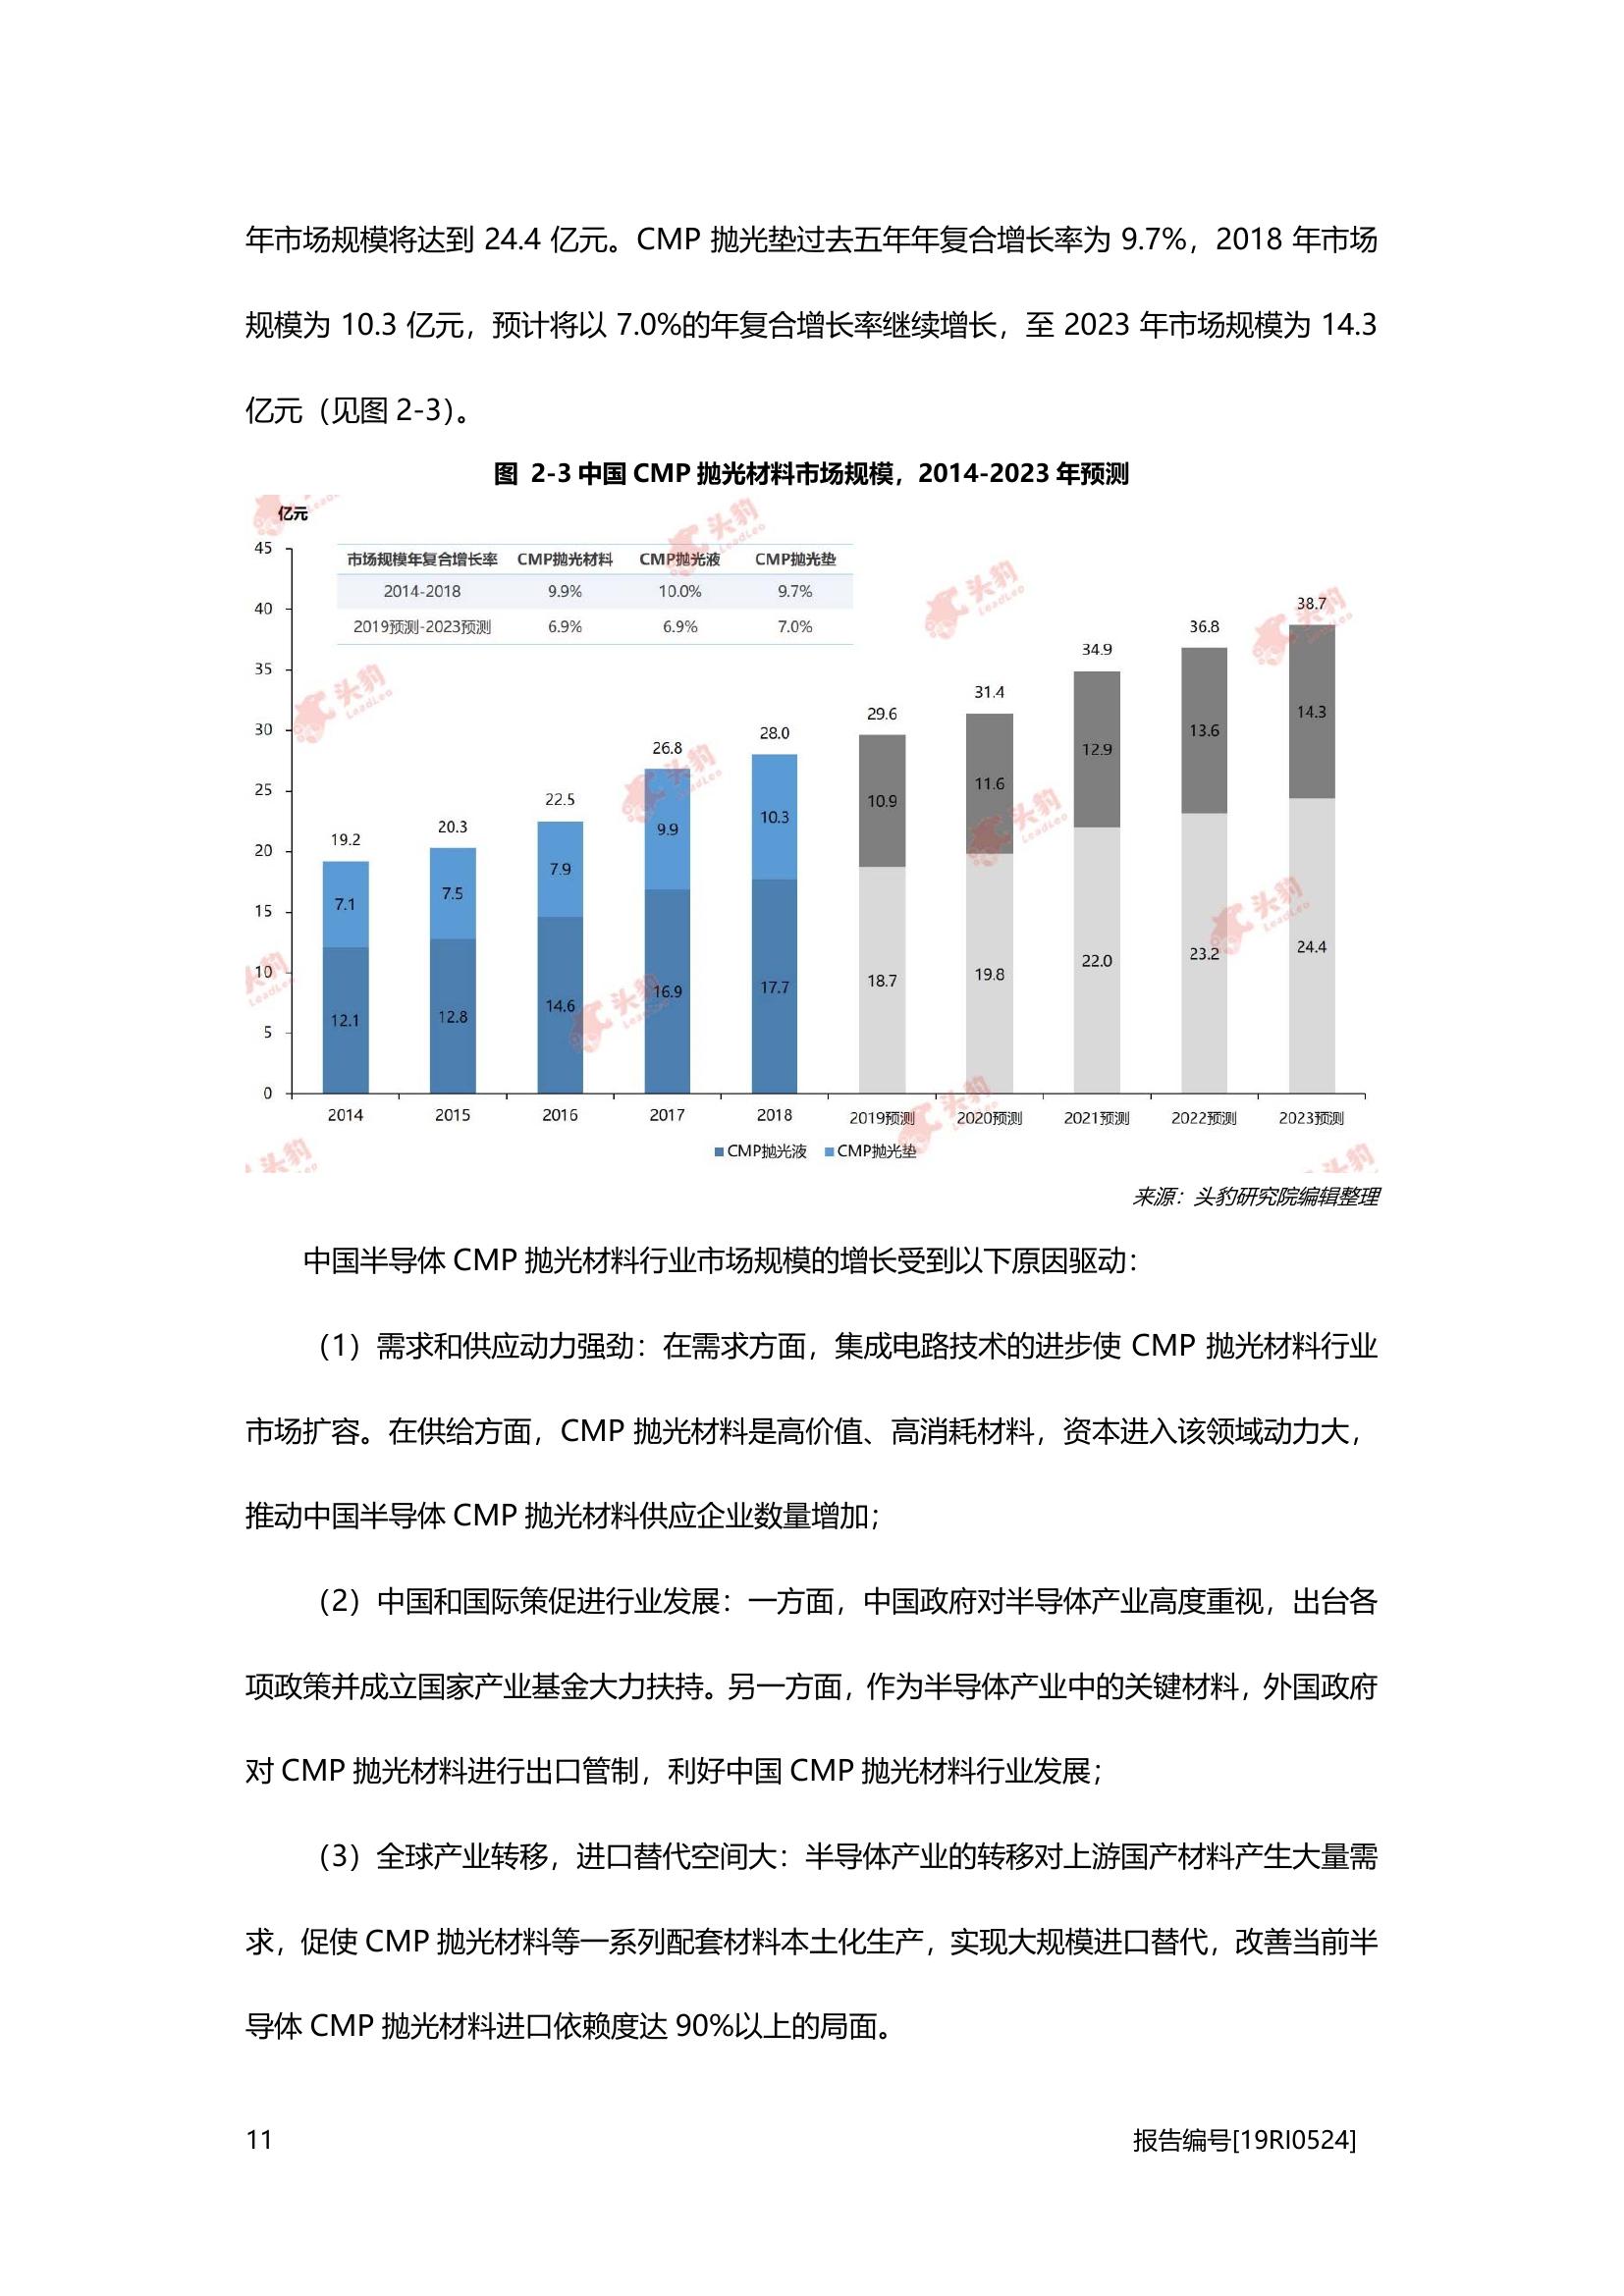 年市场规模将达到 24.4 亿元。CMP 抛光垫过去五年年复合增长率为 9.7%，2018 年市场
规模为 10.3 亿元，预计将以 7.0%的年复合增长率继续增长，至 2023 年市场规模为 14.3
亿元（见图 2-3）。
图 2-3 中国 CMP 抛光材料市场规模，2014-2023 年预测
亿元
市场规模年复合增长率 CMP抛光材料 CMP抛光液 CMP抛光垫
2014-2018 9.9% 10.0% 9.7%
2019预测-2023预测 6.9% 6.9% 7.0%
45
40
35
30
25
20
15
10
5
0
19.2 20.3 22.5 26.8 28.0 29.6 31.4 34.9 36.8 38.7
7.1 7.5 7.9 9.9 10.3 10.9 11.6 12.9 13.6 14.3
12.1 12.8 14.6 16.9 17.7 18.7 19.8 22.0 23.2 24.4
2014 2015 2016 2017 2018 2019预测 2020预测 2021预测 2022预测 2023预测
CMP抛光液 CMP抛光垫
头豹
LeadLeo
来源：头豹研究院编辑整理
中国半导体 CMP 抛光材料行业市场规模的增长受到以下原因驱动：
（1）需求和供应动力强劲：在需求方面，集成电路技术的进步使 CMP 抛光材料行业
市场扩容。在供给方面，CMP 抛光材料是高价值、高消耗材料，资本进入该领域动力大，
推动中国半导体 CMP 抛光材料供应企业数量增加；
（2）中国和国际策促进行业发展：一方面，中国政府对半导体产业高度重视，出台各
项政策并成立国家产业基金大力扶持。另一方面，作为半导体产业中的关键材料，外国政府
对 CMP 抛光材料进行出口管制，利好中国 CMP 抛光材料行业发展；
（3）全球产业转移，进口替代空间大：半导体产业的转移对上游国产材料产生大量需
求，促使 CMP 抛光材料等一系列配套材料本土化生产，实现大规模进口替代，改善当前半
导体 CMP 抛光材料进口依赖度达 90%以上的局面。
11 报告编号[19RI0524]